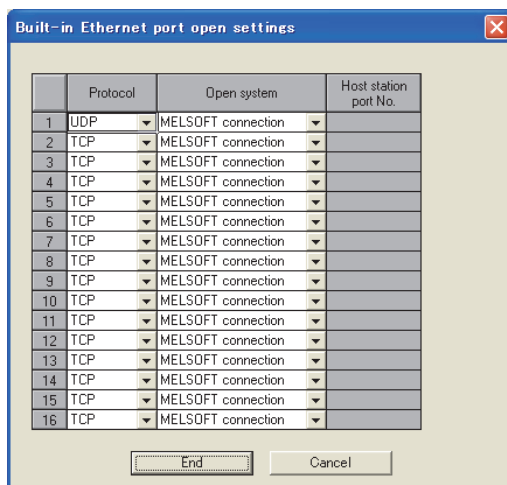 Built-in Ethernet port open settings
Protocol Open system Host station port No.
1 UDP MELSOFT connection
2 TCP MELSOFT connection
3 TCP MELSOFT connection
4 TCP MELSOFT connection
5 TCP MELSOFT connection
6 TCP MELSOFT connection
7 TCP MELSOFT connection
8 TCP MELSOFT connection
9 TCP MELSOFT connection
10 TCP MELSOFT connection
11 TCP MELSOFT connection
12 TCP MELSOFT connection
13 TCP MELSOFT connection
14 TCP MELSOFT connection
15 TCP MELSOFT connection
16 TCP MELSOFT connection
End Cancel